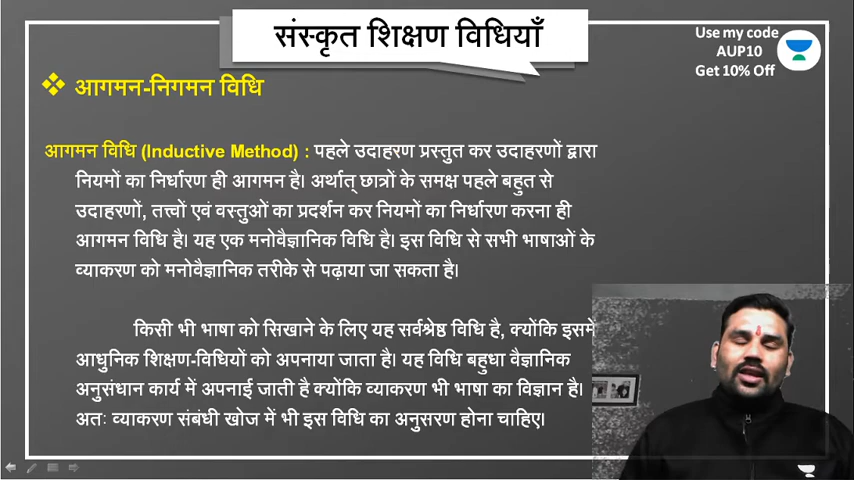 संस्कृत शिक्षण विधियाँ
Use my code
AUP10
Get 10% Off
आगमन-निगमन विधि
आगमन विधि (Inductive Method) : पहले उदाहरण प्रस्तुत कर उदाहरणों द्वारा
नियमों का निर्धारण ही आगमन है। अर्थात् छात्रों के समक्ष पहले बहुत से
उदाहरणों, तत्त्वों एवं वस्तुओं का प्रदर्शन कर नियमों का निर्धारण करना ही
आगमन विधि है। यह एक मनोवैज्ञानिक विधि है। इस विधि से सभी भाषाओं के
व्याकरण को मनोवैज्ञानिक तरीके से पढ़ाया जा सकता है।
किसी भी भाषा को सिखाने के लिए यह सर्वश्रेष्ठ विधि है, क्योंकि इसमें
आधुनिक शिक्षण-विधियों को अपनाया जाता है। यह विधि बहुधा वैज्ञानिक
अनुसंधान कार्य में अपनाई जाती है क्योंकि व्याकरण भी भाषा का विज्ञान है।
अतः व्याकरण संबंधी खोज में भी इस विधि का अनुसरण होना चाहिए।